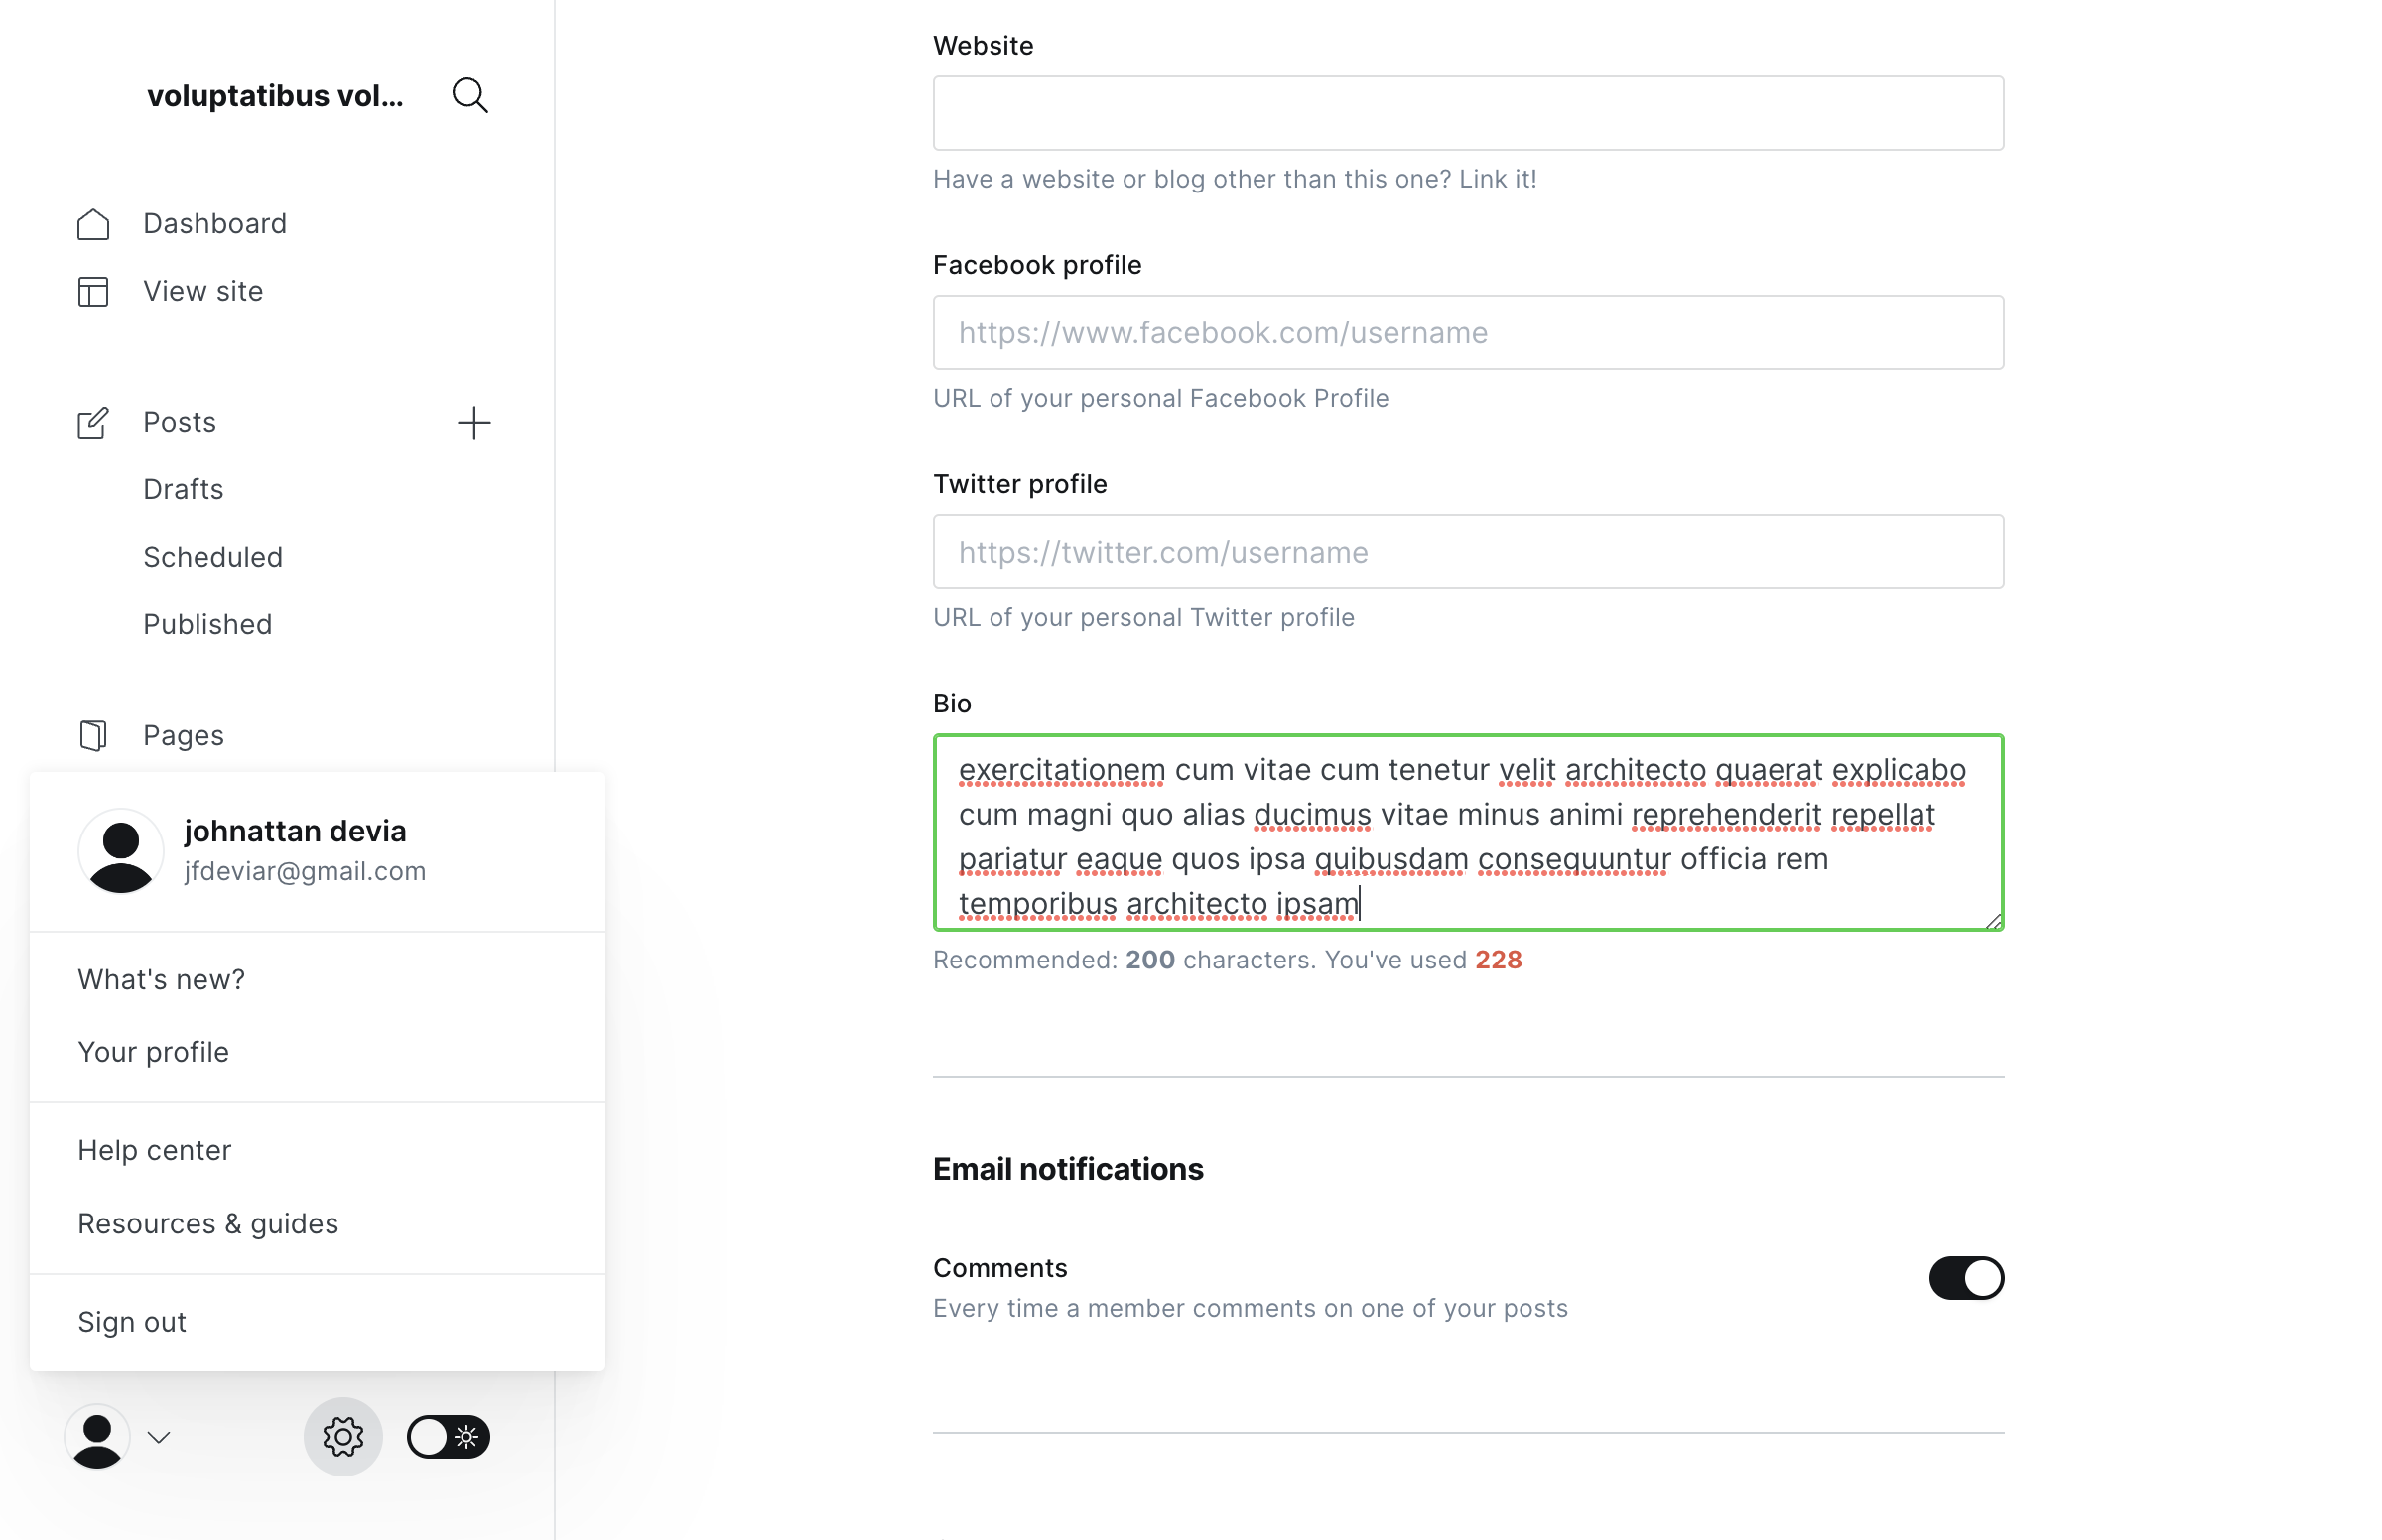 voluptatibus vol...
Dashboard
View site
Posts
Drafts
Scheduled
Published
Pages
johnattan devia
jfdeviar@gmail.com
What's new?
Your profile
Help center
Resources & guides
Sign out
Website
Have a website or blog other than this one? Link it!
Facebook profile
https://www.facebook.com/username
URL of your personal Facebook Profile
Twitter profile
https://twitter.com/username
URL of your personal Twitter profile
Bio
exercitationem cum vitae cum tenetur velit architecto quaerat explicabo
cum magni quo alias ducimus vitae minus animi reprehenderit repellat
pariatur eaque quos ipsa quibusdam consequuntur officia rem
temporibus architecto ipsam
Recommended: 200 characters. You've used 228
Email notifications
Comments
Every time a member comments on one of your posts